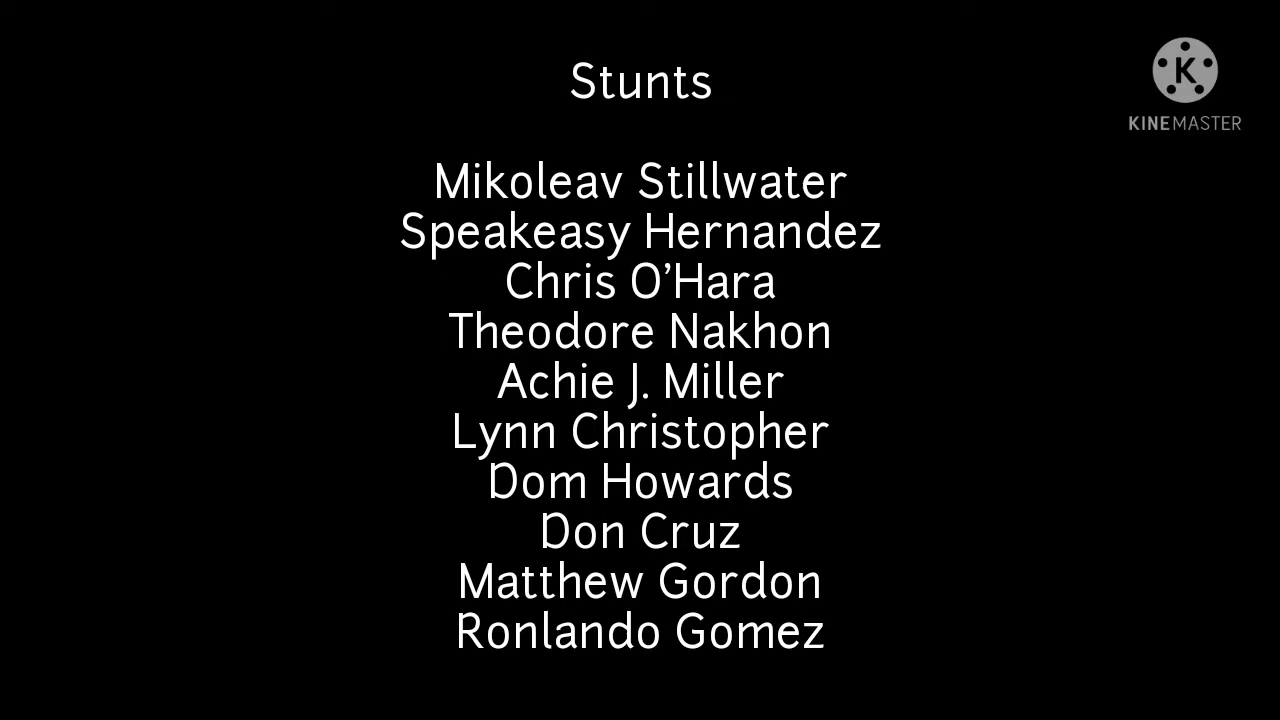 Stunts
K
KINEMASTER
Mikoleav Stillwater
Speakeasy Hernandez
Chris O’Hara
Theodore Nakhon
Achie J. Miller
Lynn Christopher
Dom Howards
Don Cruz
Matthew Gordon
Ronlando Gomez